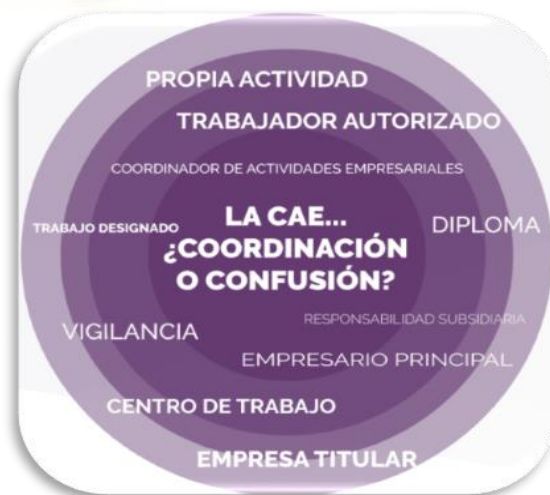 PROPIA ACTIVIDAD
TRABAJADOR AUTORIZADO
COORDINADOR DE ACTIVIDADES EMPRESARIALES
LA CAE...
TRABAJO DESIGNADO
DIPLOMA
¿COORDINACIÓN
O CONFUSIÓN?
RESPONSABILIDAD SUBSIDIARIA
VIGILANCIA
EMPRESARIO PRINCIPAL
CENTRO DE TRABAJO
EMPRESA TITULAR